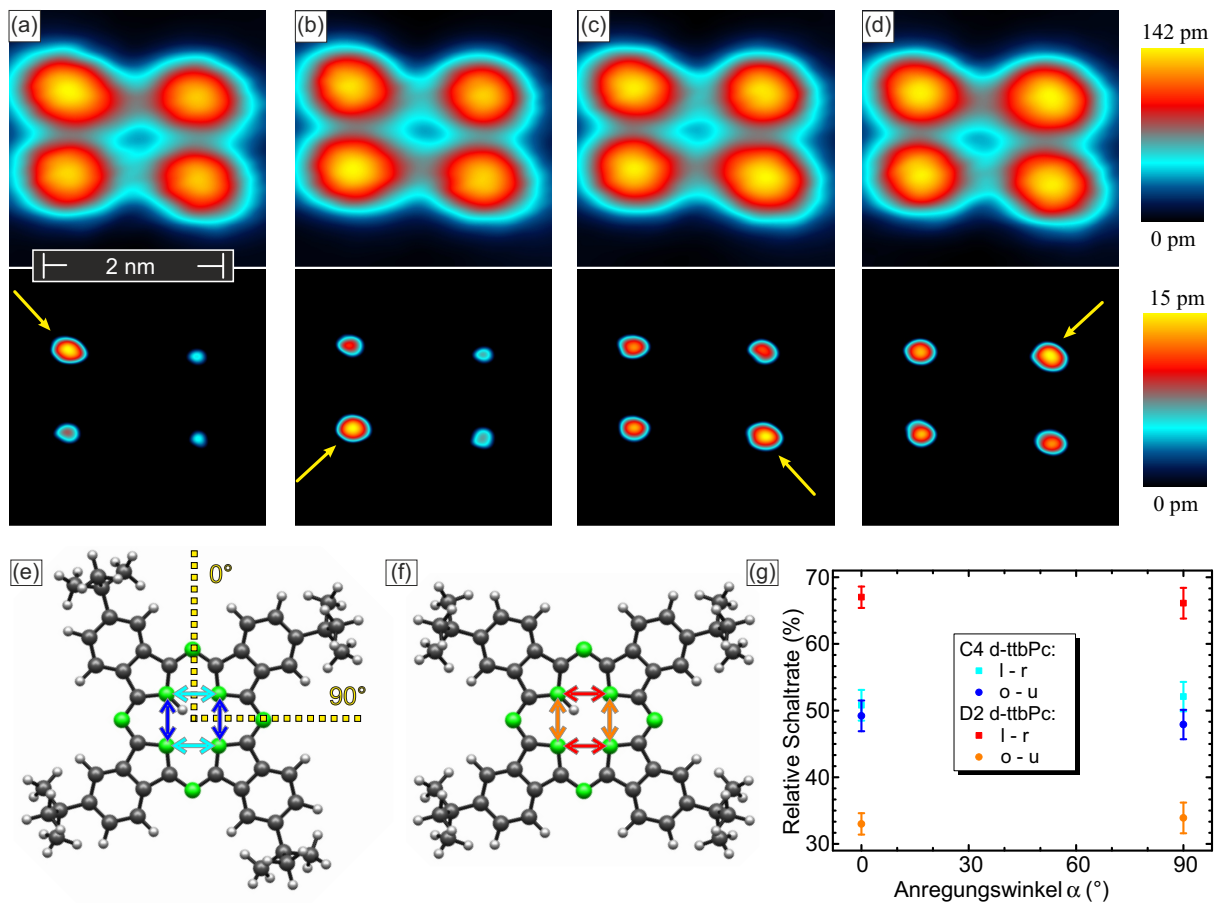 (a)
(b)
(c)
(d)
142 pm
0 pm
2 nm
15 pm
0 pm
(e)
0°
90°
(f)
(g)
70
60
50
40
30
Relative Schaltrate (%)
C4 d-ttbPc:
l - r
o - u
D2 d-ttbPc:
l - r
o - u
0
30
60
90
Anregungswinkel α (°)